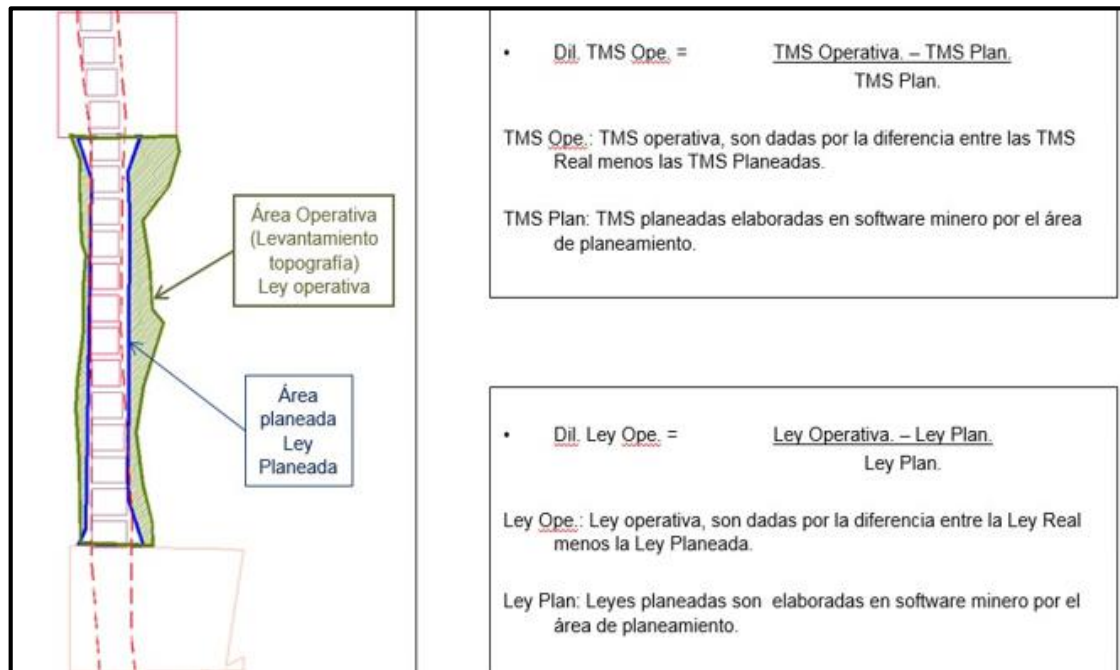 Área Operativa
(Levantamiento
topografía)
Ley operativa
Área
planeada
Ley
Planeada
• Dil. TMS Ope. = TMS Operativa. – TMS Plan.
TMS Plan.
TMS Ope.: TMS operativa, son dadas por la diferencia entre las TMS
Real menos las TMS Planeadas.
TMS Plan: TMS planeadas elaboradas en software minero por el área
de planeamiento.
• Dil. Ley Ope. = Ley Operativa. – Ley Plan.
Ley Plan.
Ley Ope.: Ley operativa, son dadas por la diferencia entre la Ley Real
menos la Ley Planeada.
Ley Plan: Leyes planeadas son elaboradas en software minero por el
área de planeamiento.